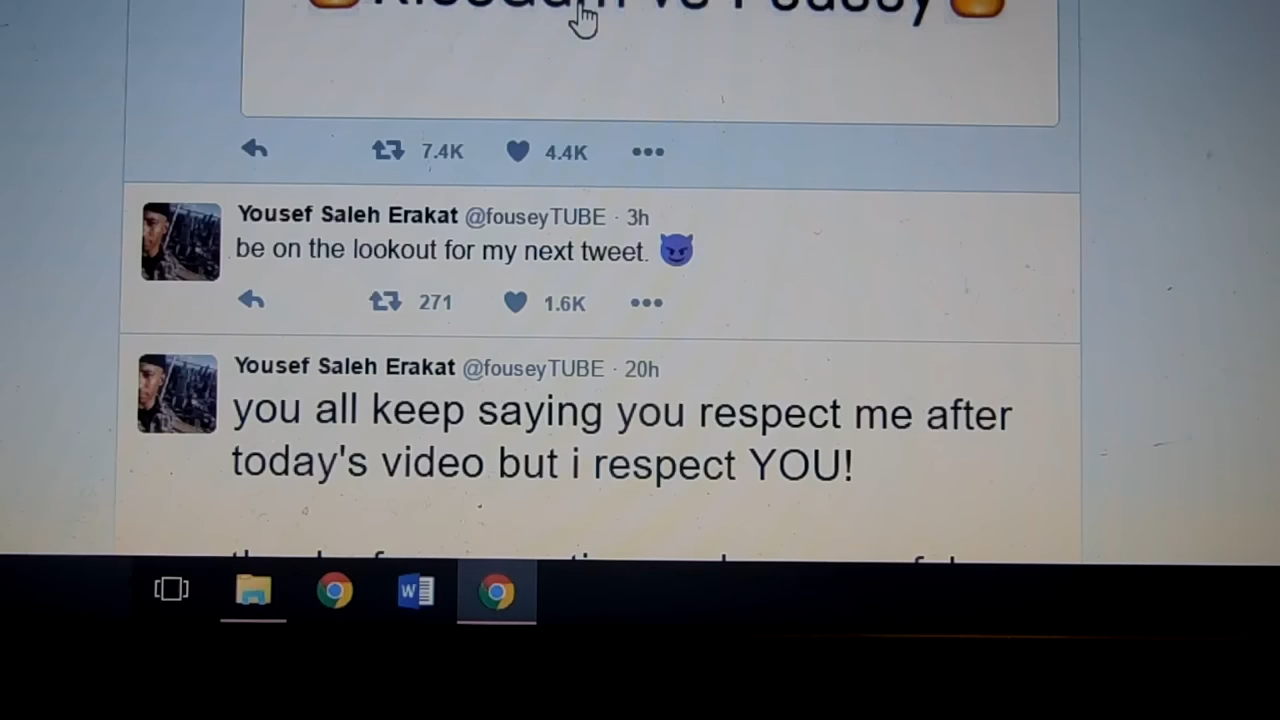 7.4K 4.4K
Yousef Saleh Erakat @fouseyTUBE · 3h
be on the lookout for my next tweet. 😈
271 1.6K
Yousef Saleh Erakat @fouseyTUBE · 20h
you all keep saying you respect me after
today's video but i respect YOU!
W